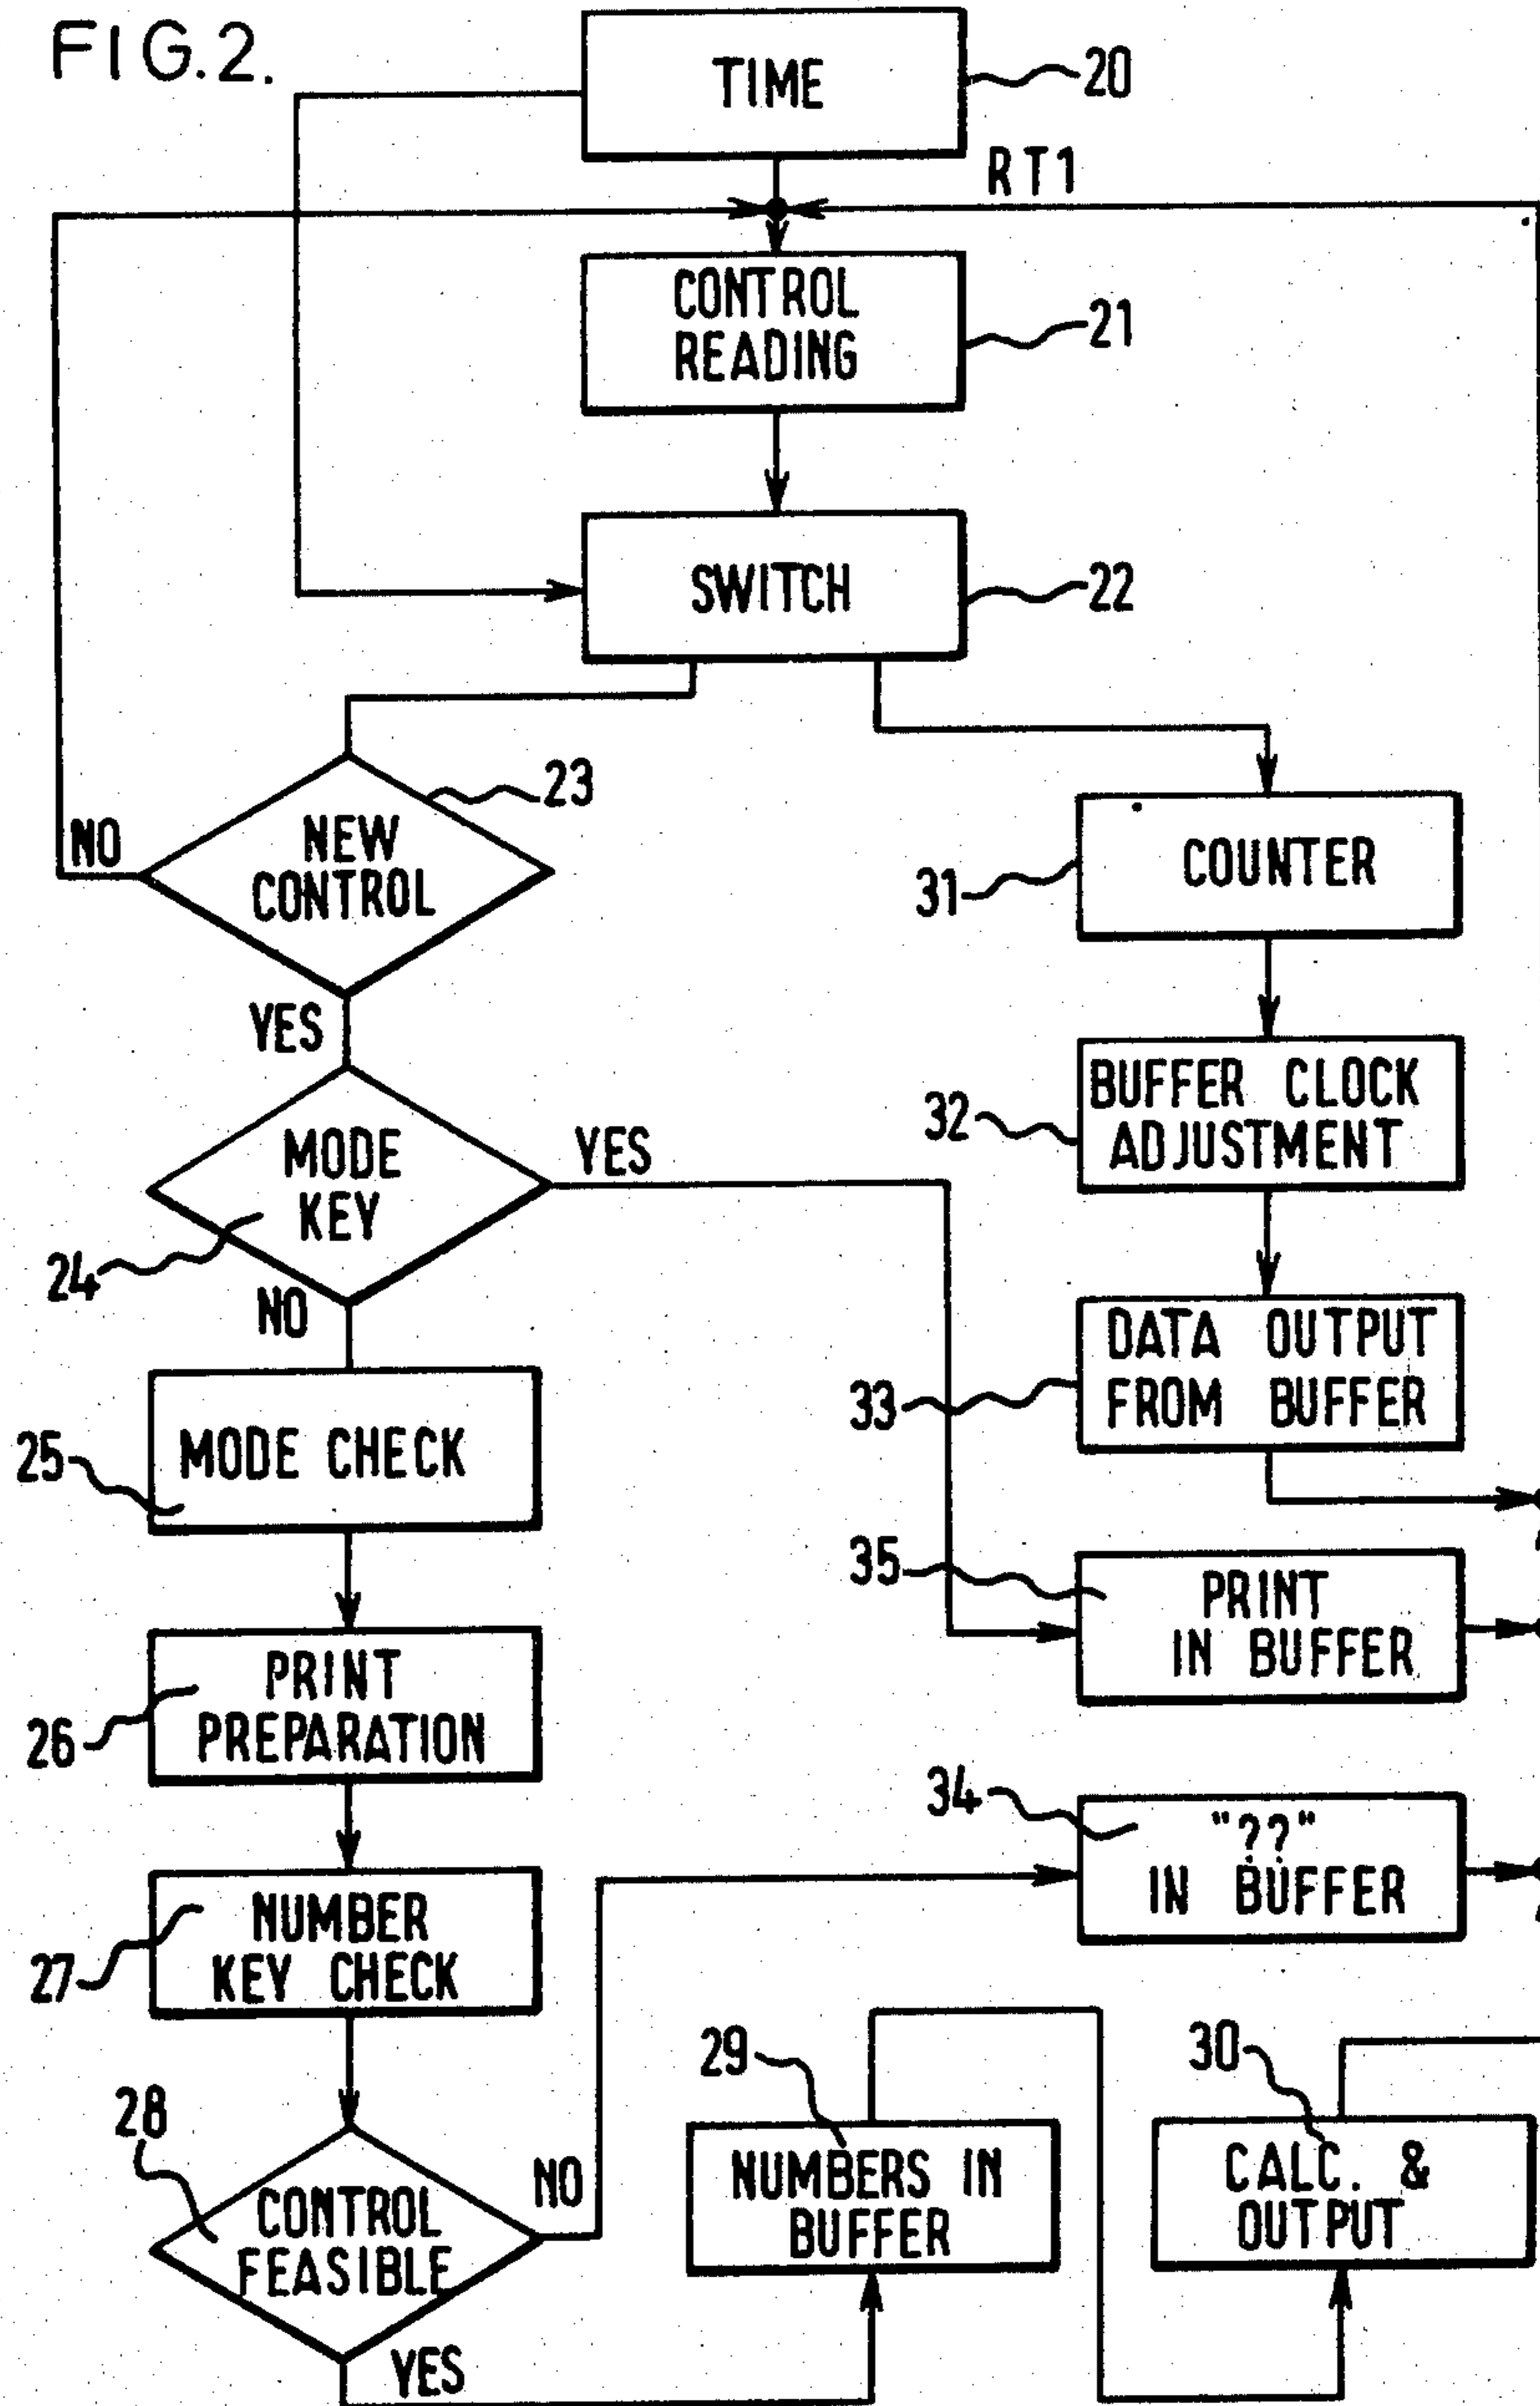 FIG.2.
TIME
20
RT1
CONTROL
READING
21
SWITCH
22
23
NEW
CONTROL
NO
YES
COUNTER
31
MODE
KEY
YES
24
NO
BUFFER CLOCK
ADJUSTMENT
32
DATA OUTPUT
FROM BUFFER
33
MODE CHECK
25
35
PRINT
IN BUFFER
PRINT
PREPARATION
26
34
"??"
IN BUFFER
NUMBER
KEY CHECK
27
28
CONTROL
FEASIBLE
NO
YES
29
NUMBERS IN
BUFFER
30
CALC. &
OUTPUT